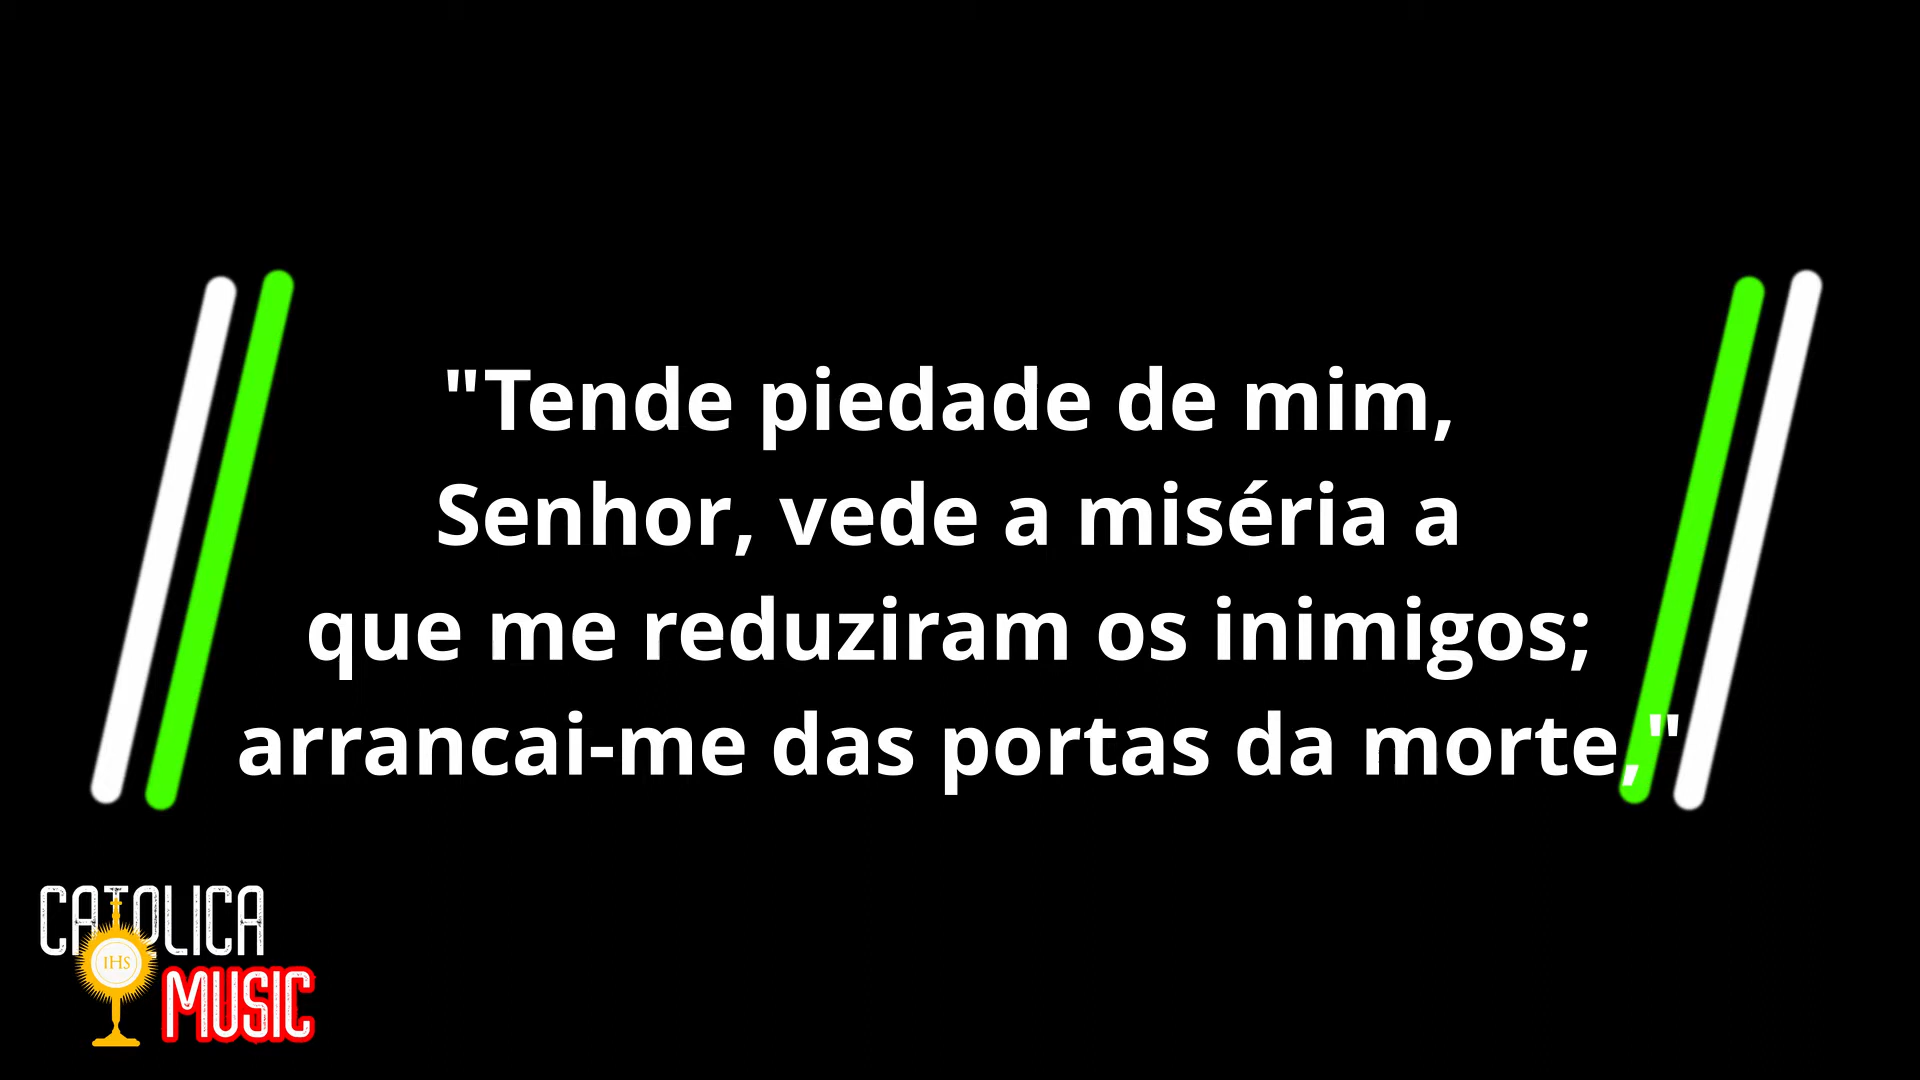 "Tende piedade de mim,
Senhor, vede a miséria a
que me reduziram os inimigos;
arrancai-me das portas da morte,"
CATOLICA
IHS
MUSIC